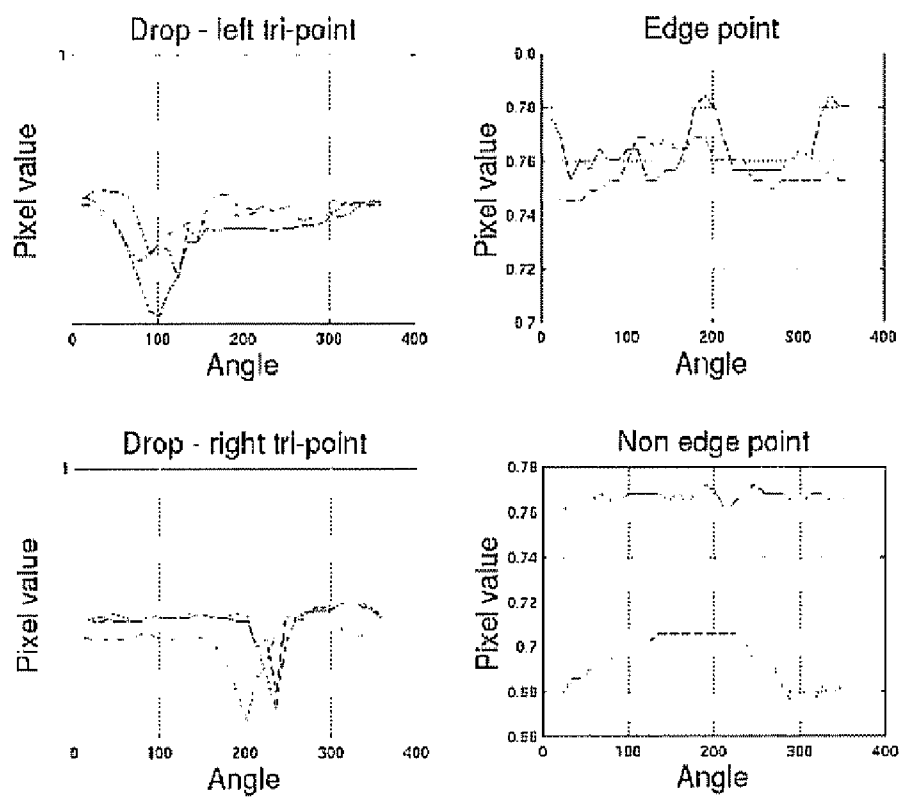 Drop - left tri-point
1
Pixel value
0 100 200 300 400
Angle
Edge point
0.8
0.78
0.76
0.74
0.72
0.7
Pixel value
0 100 200 300 400
Angle
Drop - right tri-point
1
Pixel value
0 100 200 300 400
Angle
Non edge point
0.78
0.76
0.74
0.72
0.7
0.68
0.66
Pixel value
0 100 200 300 400
Angle